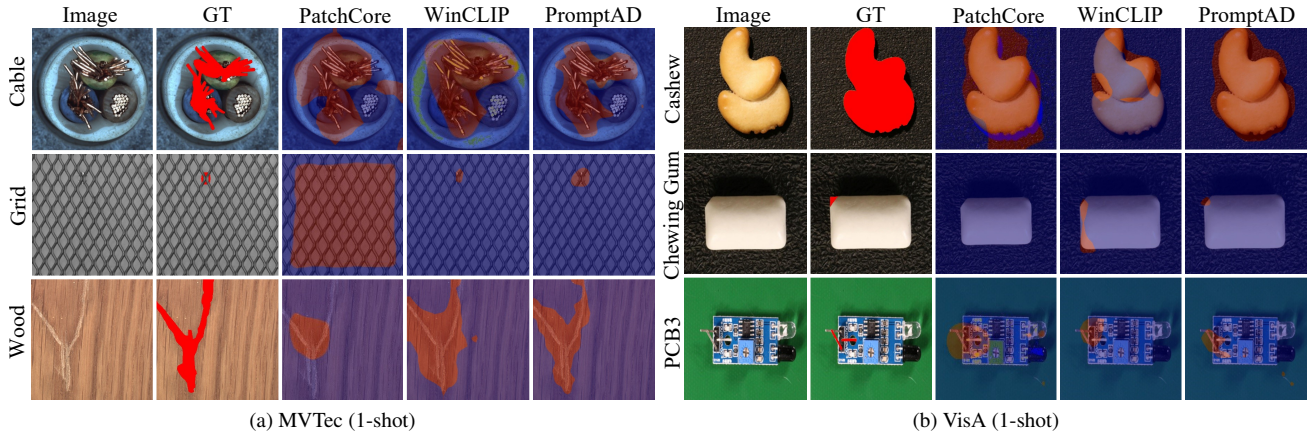 Image GT PatchCore WinCLIP PromptAD
Cable
Grid
Wood
(a) MVTec (1-shot)
Image GT PatchCore WinCLIP PromptAD
Cashew
Chewing Gum
PCB3
(b) VisA (1-shot)